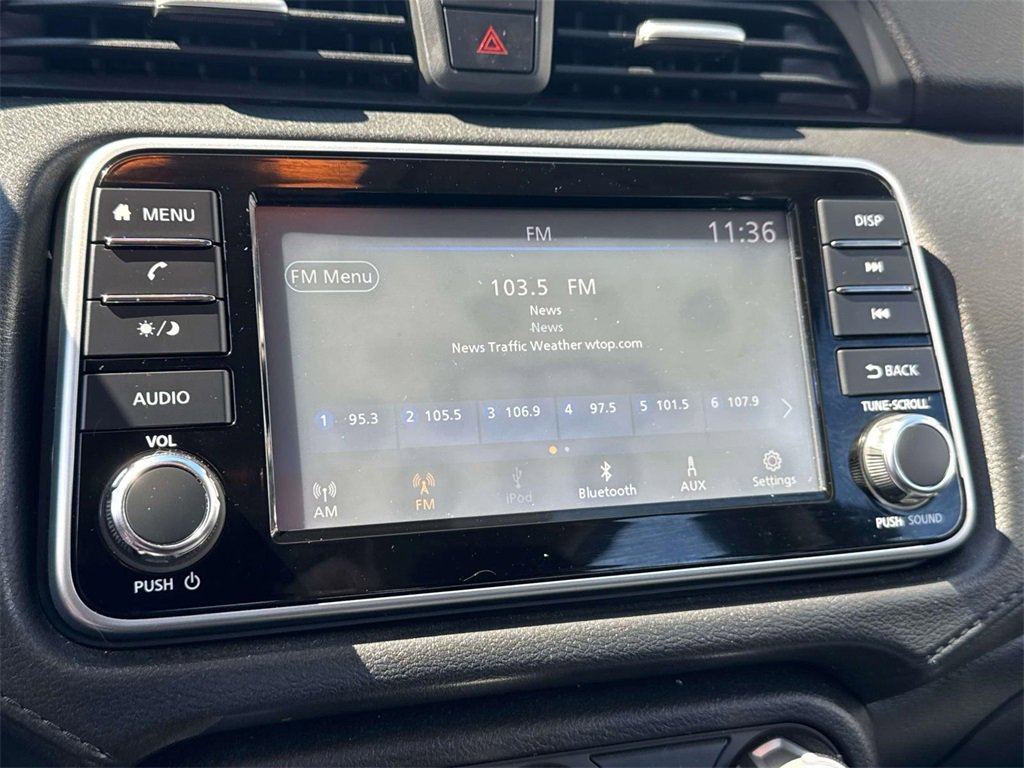 MENU
AUDIO
VOL
PUSH
FM
11:36
FM Menu
103.5 FM
News
News
News Traffic Weather wtop.com
1 95.3
2 105.5
3 106.9
4 97.5
5 101.5
6 107.9
AM
FM
iPod
Bluetooth
AUX
Settings
DISP
BACK
TUNE·SCROLL
PUSH SOUND